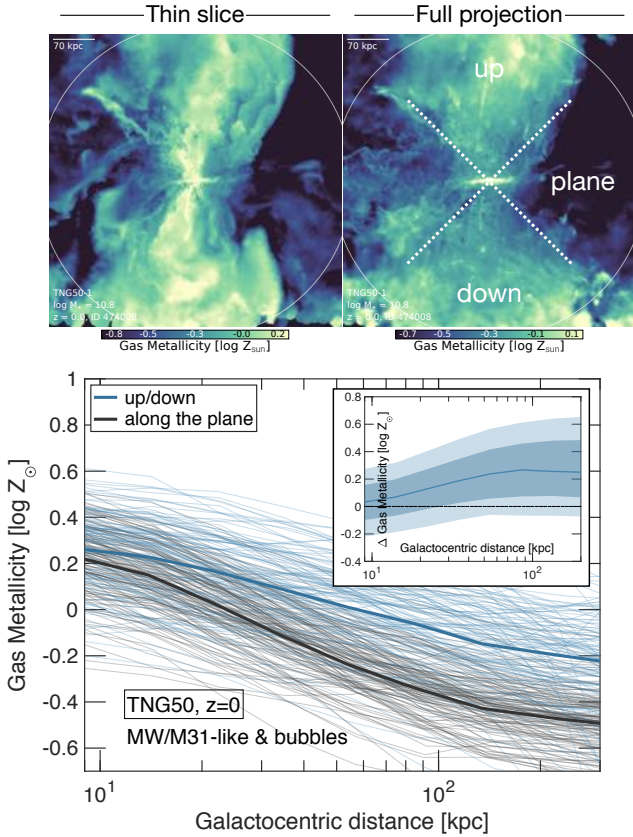 Thin slice
Full projection
70 kpc
70 kpc
up
plane
down
TNG50-1
log M⋆ = 10.8
z = 0.0, ID 474008
TNG50-1
log M⋆ = 10.8
z = 0.0, ID 474008
-0.8 -0.5 -0.3 -0.0 0.2
-0.7 -0.5 -0.3 -0.1 0.1
Gas Metallicity [log Zsun]
Gas Metallicity [log Zsun]
up/down
along the plane
1
0.8
0.6
0.4
0.2
0
-0.2
-0.4
-0.6
Gas Metallicity [log Z⊙]
0.8
0.6
0.4
0.2
0
-0.2
-0.4
Δ Gas Metallicity [log Z⊙]
Galactocentric distance [kpc]
10¹ 10²
TNG50, z=0
MW/M31-like & bubbles
10¹ 10²
Galactocentric distance [kpc]